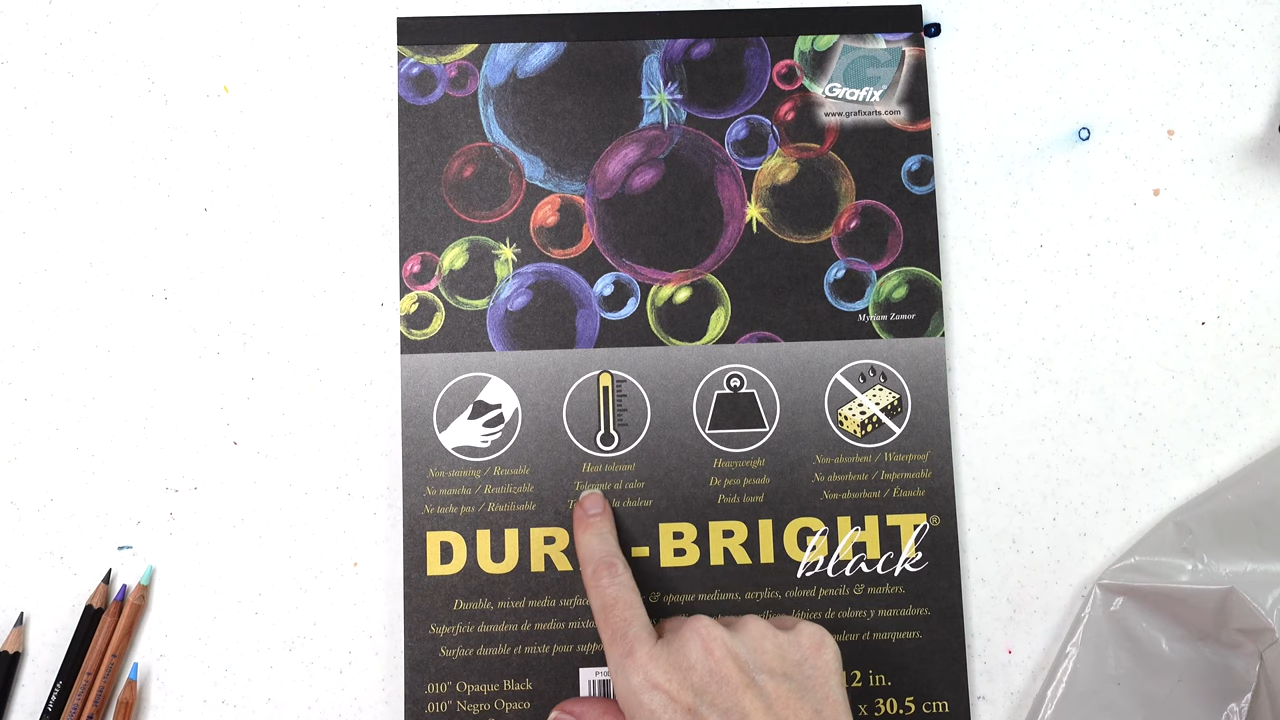 Grafix®
www.grafixarts.com
Myriam Zamor
Non-staining / Reusable
No mancha / Reutilizable
Ne tache pas / Réutilisable
Heat tolerant
Tolerante al calor
la chaleur
Heavyweight
De peso pesado
Poids lourd
Non-absorbent / Waterproof
No absorbente / Impermeable
Non-absorbant / Étanche
DURA-BRIGHT®
black
Durable, mixed media & opaque mediums, acrylics, colored pencils & markers.
Superficie duradera de medios mixtos lápices de colores y marcadores.
Surface durable et mixte pour et marqueurs.
.010" Opaque Black
.010" Negro Opaco
12 in.
x 30.5 cm